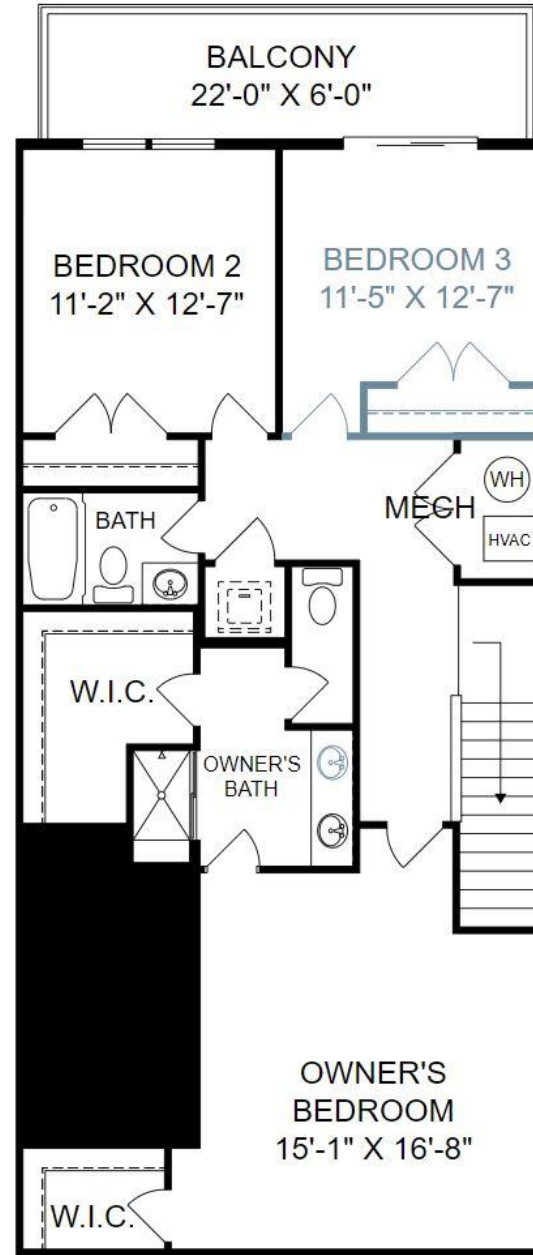 BALCONY
22'-0" X 6'-0"
BEDROOM 2
11'-2" X 12'-7"
BEDROOM 3
11'-5" X 12'-7"
WH
MECH
HVAC
BATH
W.I.C.
OWNER'S
BATH
OWNER'S
BEDROOM
15'-1" X 16'-8"
W.I.C.